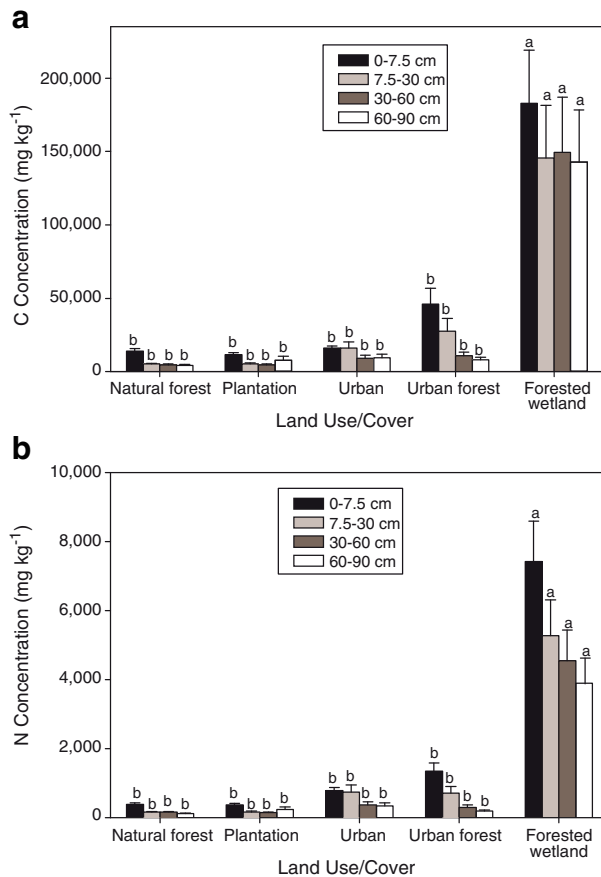 a
C Concentration (mg kg⁻¹)
200,000
150,000
100,000
50,000
0
0-7.5 cm
7.5-30 cm
30-60 cm
60-90 cm
b b b b
b b b b
b b b b
b b b b
a a a a
Natural forest Plantation Urban Urban forest Forested
wetland
Land Use/Cover
b
N Concentration (mg kg⁻¹)
10,000
8,000
6,000
4,000
2,000
0
0-7.5 cm
7.5-30 cm
30-60 cm
60-90 cm
b b b b
b b b b
b b b b
b b b b
a a a a
Natural forest Plantation Urban Urban forest Forested
wetland
Land Use/Cover